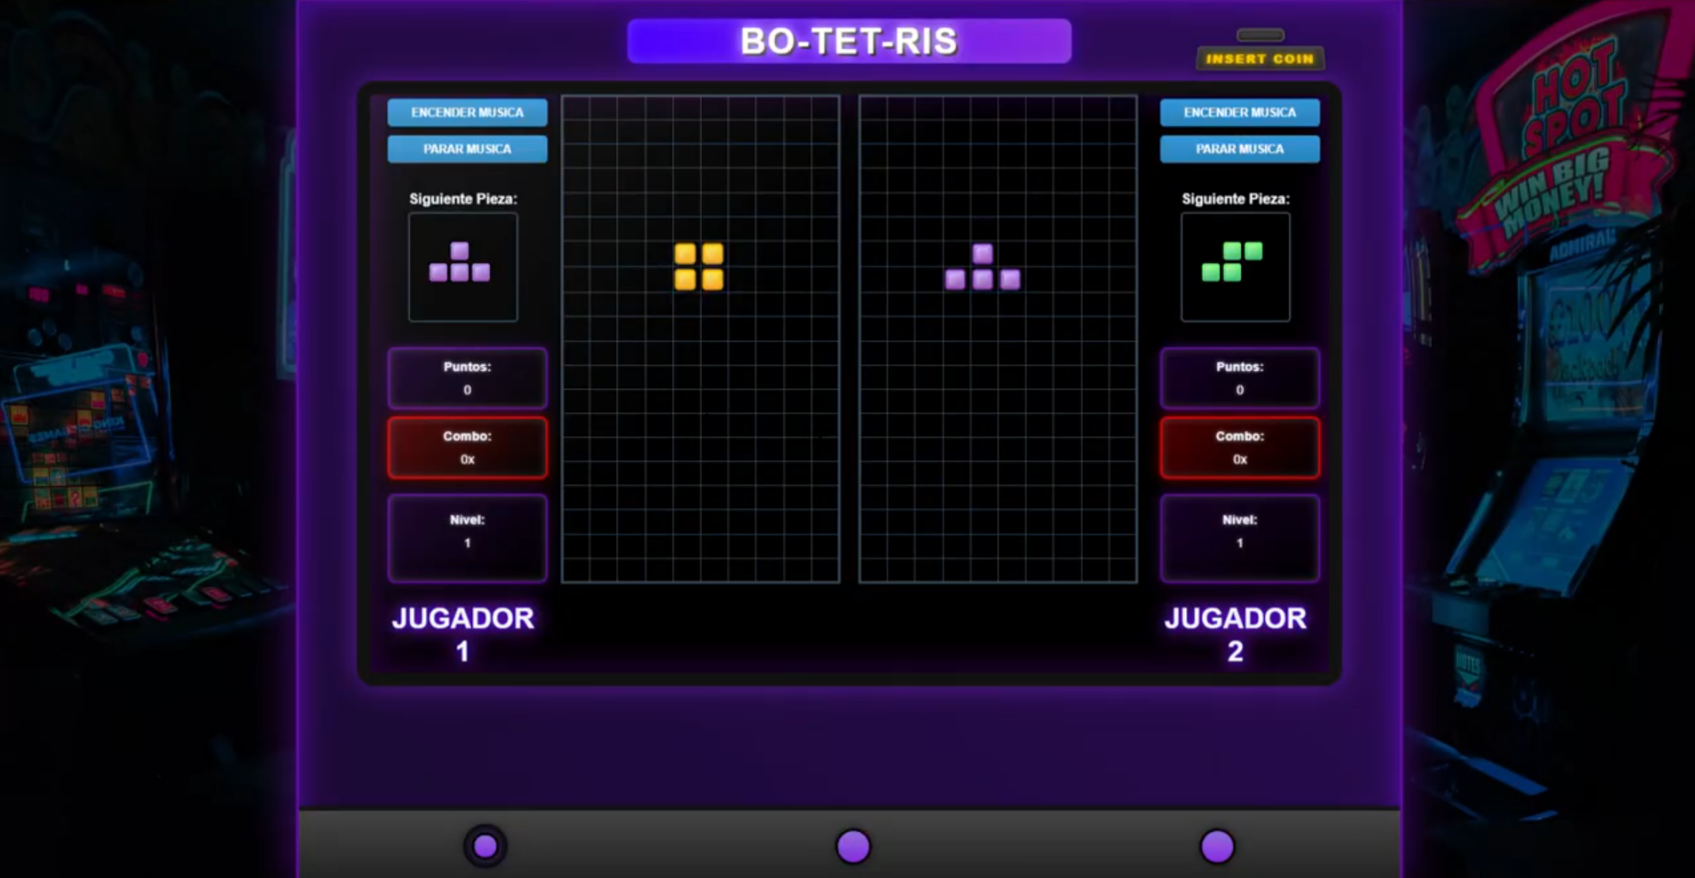 BO-TET-RIS
INSERT COIN
ENCENDER MUSICA
PARAR MUSICA
Siguiente Pieza:
Puntos:
0
Combo:
0x
Nivel:
1
JUGADOR
1
ENCENDER MUSICA
PARAR MUSICA
Siguiente Pieza:
Puntos:
0
Combo:
0x
Nivel:
1
JUGADOR
2
HOT
SPOT
WIN BIG
MONEY!
ADMIRAL